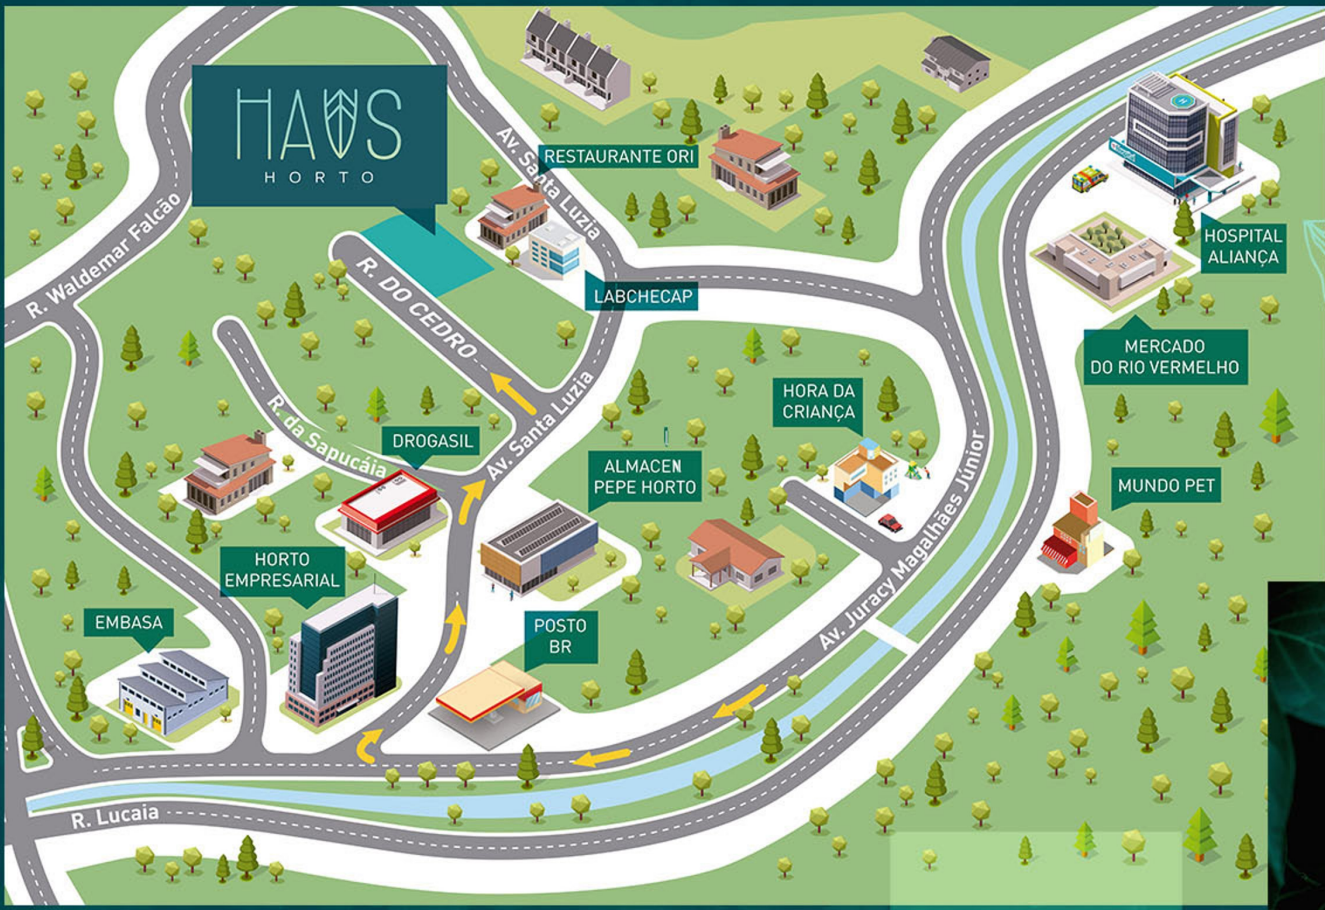 HAUS
HORTO
Av. Santa Luzia
RESTAURANTE ORI
R. Waldemar Falcão
HOSPITAL
ALIANÇA
R. DO CEDRO
LABCHECAP
MERCADO
DO RIO VERMELHO
HORA DA
CRIANÇA
Av. Santa Luzia
R. da Sapucáia
DROGASIL
ALMACEN
PEPE HORTO
MUNDO PET
Av. Juracy Magalhães Júnior
HORTO
EMPRESARIAL
EMBASA
POSTO
BR
R. Lucaia
H